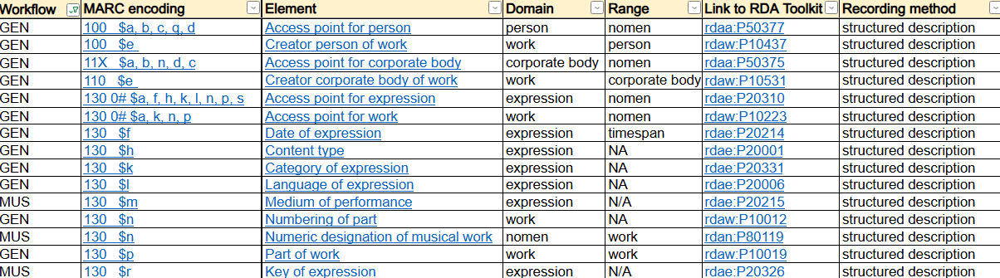 Workflow MARC encoding Element Domain Range Link to RDA Toolkit Recording method
GEN 100 $a, b, c, q, d Access point for person person nomen rdaa:P50377 structured description
GEN 100 $e Creator person of work work person rdaw:P10437 structured description
GEN 11X $a, b, n, d, c Access point for corporate body corporate body nomen rdaa:P50375 structured description
GEN 110 $e Creator corporate body of work work corporate body rdaw:P10531 structured description
GEN 130 0# $a, f, h, k, l, n, p, s Access point for expression expression nomen rdae:P20310 structured description
GEN 130 0# $a, k, n, p Access point for work work nomen rdaw:P10223 structured description
GEN 130 $f Date of expression expression timespan rdae:P20214 structured description
GEN 130 $h Content type expression NA rdae:P20001 structured description
GEN 130 $k Category of expression expression NA rdae:P20331 structured description
GEN 130 $l Language of expression expression NA rdae:P20006 structured description
MUS 130 $m Medium of performance expression N/A rdae:P20215 structured description
GEN 130 $n Numbering of part work NA rdaw:P10012 structured description
MUS 130 $n Numeric designation of musical work nomen work rdan:P80119 structured description
GEN 130 $p Part of work work work rdaw:P10019 structured description
MUS 130 $r Key of expression expression N/A rdae:P20326 structured description